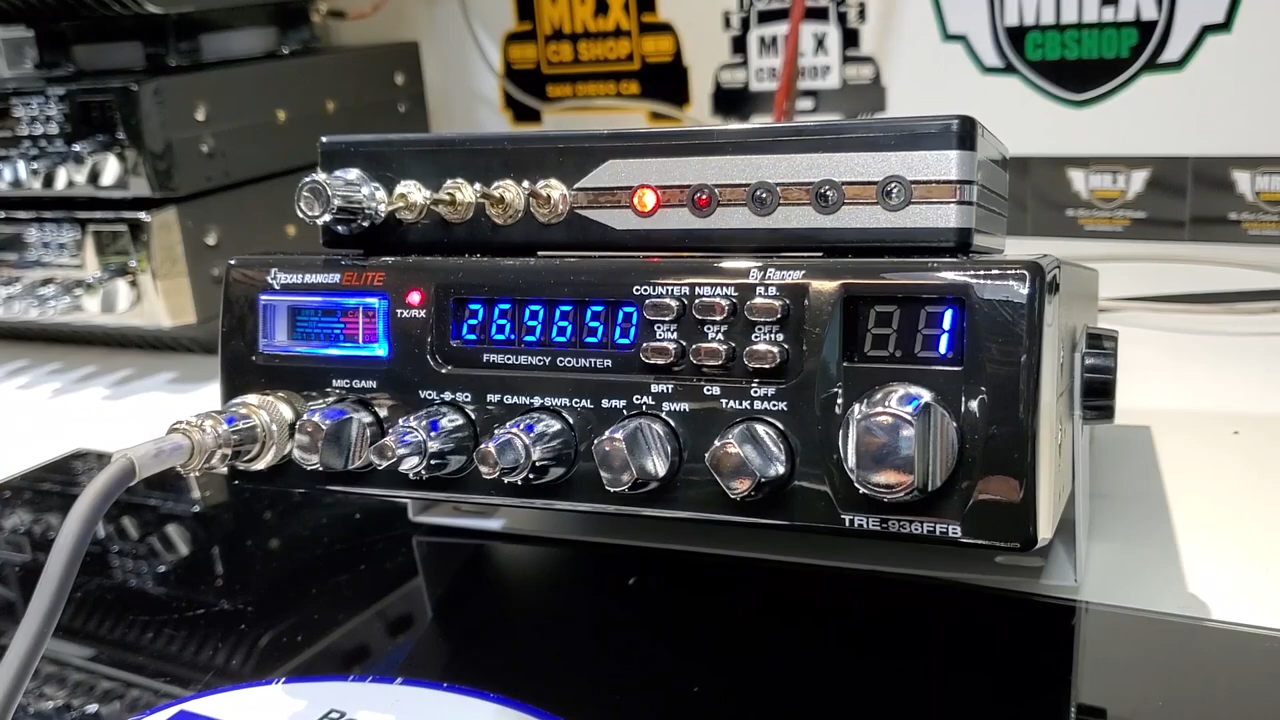 MR.X
CB SHOP
SAN DIEGO CA
MR. X
CB SHOP
MR.X
CBSHOP
MR.X
TEXAS RANGER ELITE
By Ranger
TX/RX
26.9650
FREQUENCY COUNTER
COUNTER NB/ANL R.B.
OFF OFF OFF
DIM PA CH19
BRT CB OFF
1
MIC GAIN
VOL SQ
RF GAIN SWR CAL
S/RF CAL SWR
TALK BACK
TRE-936FFB